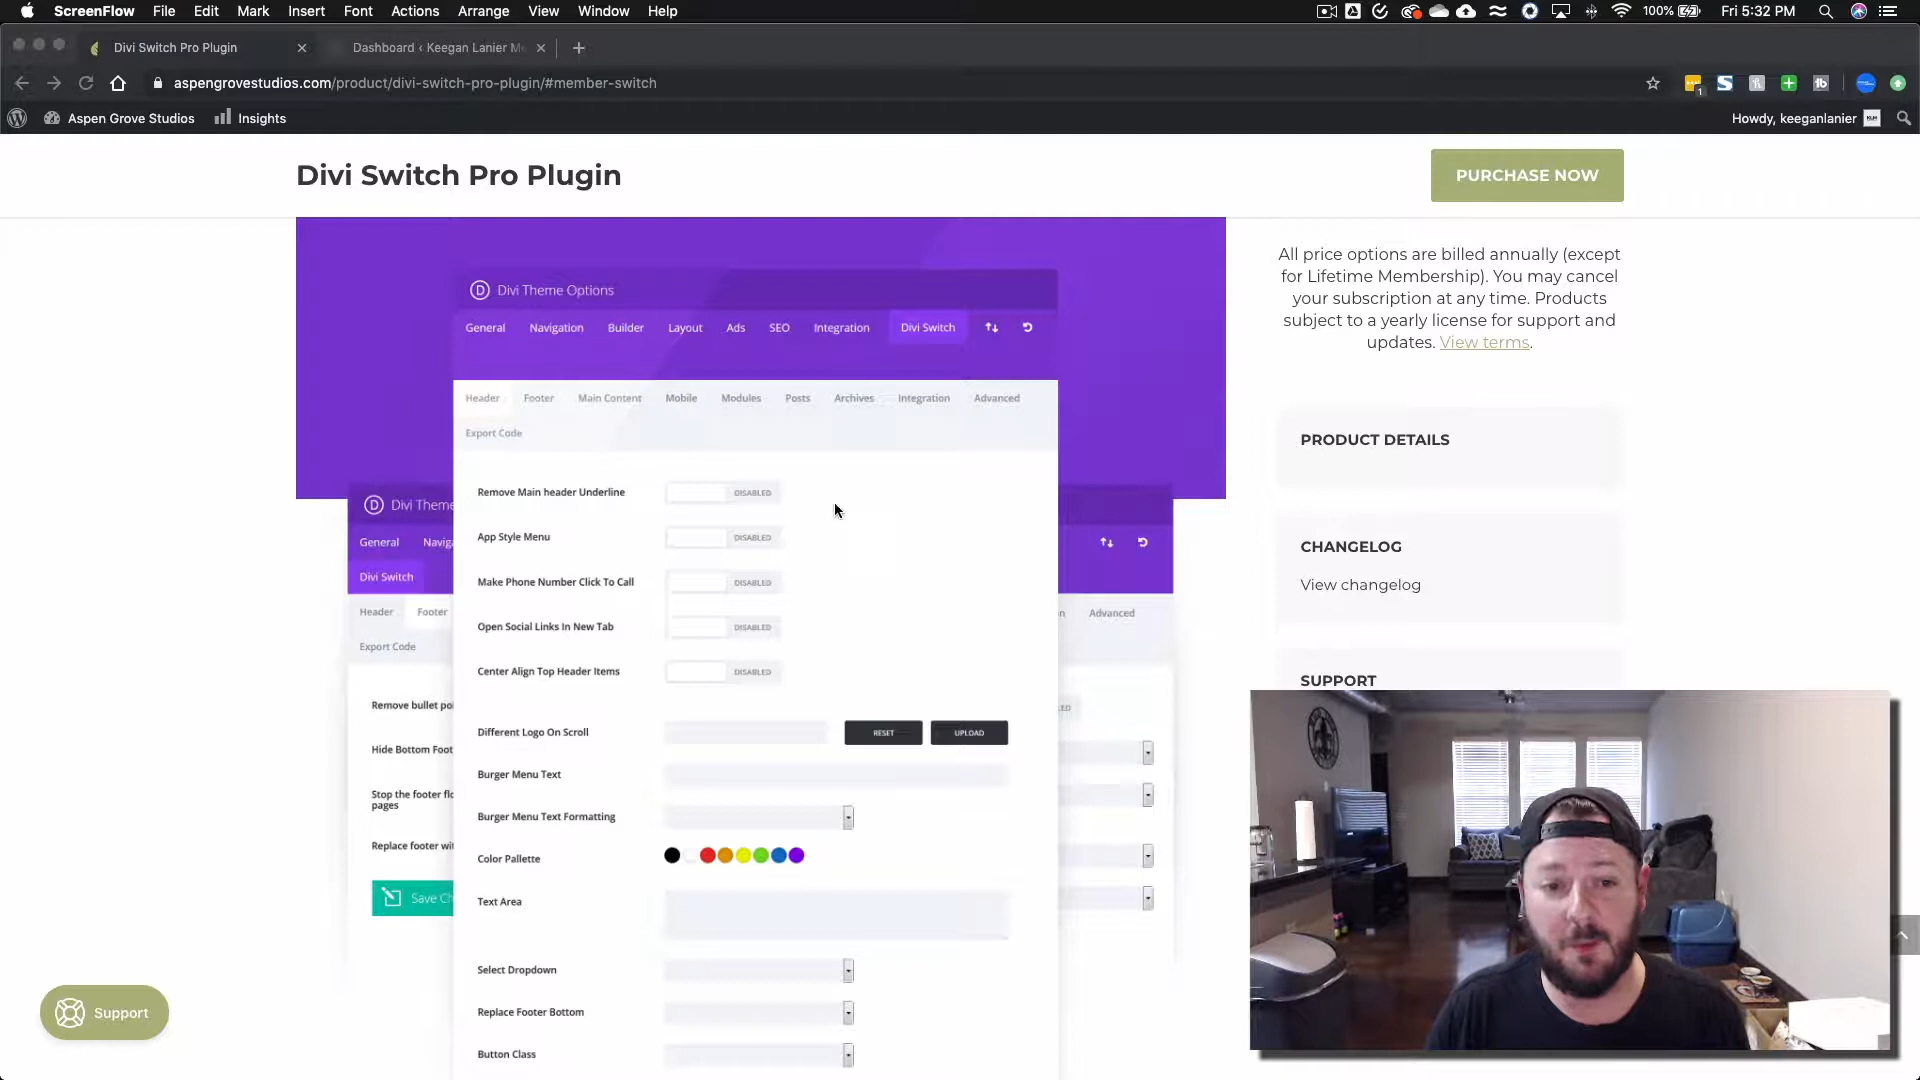 ScreenFlow File Edit Mark Insert Font Actions Arrange View Window Help 100% Fri 5:32 PM
Divi Switch Pro Plugin Dashboard ‹ Keegan Lanier M
aspengrovestudios.com/product/divi-switch-pro-plugin/#member-switch
1
Aspen Grove Studios Insights Howdy, keeganlanier
Divi Switch Pro Plugin
PURCHASE NOW
All price options are billed annually (except
for Lifetime Membership). You may cancel
your subscription at any time. Products
subject to a yearly license for support and
updates. View terms.
PRODUCT DETAILS
CHANGELOG
View changelog
SUPPORT
D Divi Theme Options
General Navigation Builder Layout Ads SEO Integration Divi Switch
Header Footer Main Content Mobile Modules Posts Archives Integration Advanced
Export Code
Remove Main header Underline DISABLED
App Style Menu DISABLED
Make Phone Number Click To Call DISABLED
Open Social Links In New Tab DISABLED
Center Align Top Header Items DISABLED
Different Logo On Scroll RESET UPLOAD
Burger Menu Text
Burger Menu Text Formatting
Color Pallette
Text Area
Select Dropdown
Replace Footer Bottom
Button Class
D Divi Theme
General Naviga
Divi Switch
Header Footer
Export Code
Remove bullet poi
Hide Bottom Foot
Stop the footer flo
pages
Replace footer wit
Save Ch
n Advanced
LED
Support